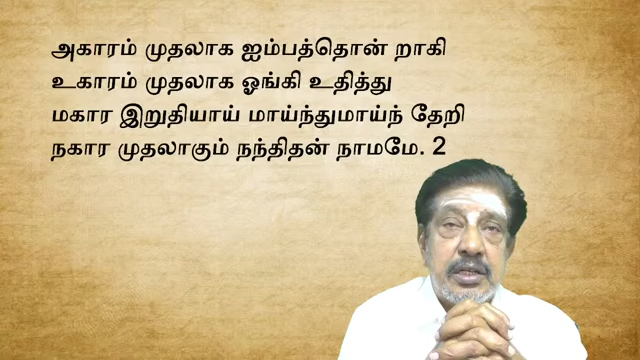 அகாரம் முதலாக ஐம்பத்தொன் றாகி
உகாரம் முதலாக ஓங்கி உதித்து
மகார இறுதியாய் மாய்ந்துமாய்ந் தேறி
நகார முதலாகும் நந்திதன் நாமமே. 2